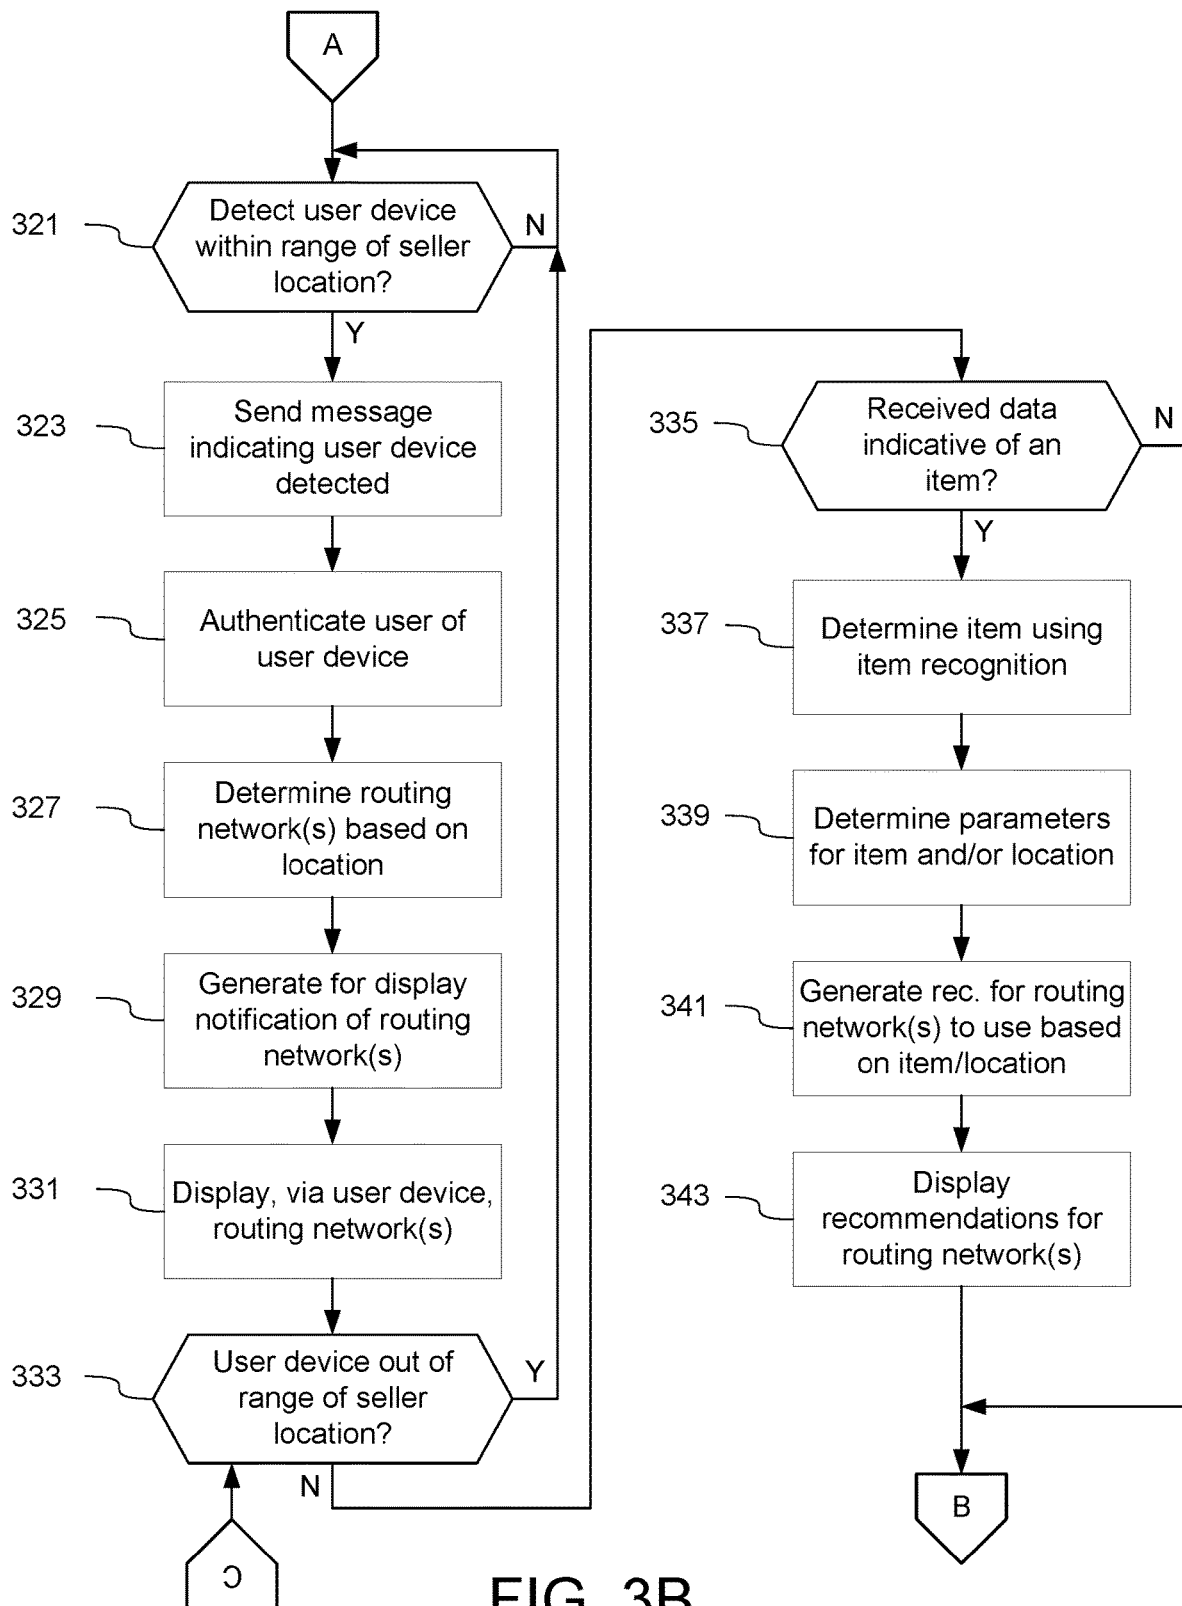 A
321
Detect user device
within range of seller
location?
N
Y
323
Send message
indicating user device
detected
325
Authenticate user of
user device
327
Determine routing
network(s) based on
location
329
Generate for display
notification of routing
network(s)
331
Display, via user device,
routing network(s)
333
User device out of
range of seller
location?
Y
N
C
335
Received data
indicative of an
item?
N
Y
337
Determine item using
item recognition
339
Determine parameters
for item and/or location
341
Generate rec. for routing
network(s) to use based
on item/location
343
Display
recommendations for
routing network(s)
B
FIG. 3B